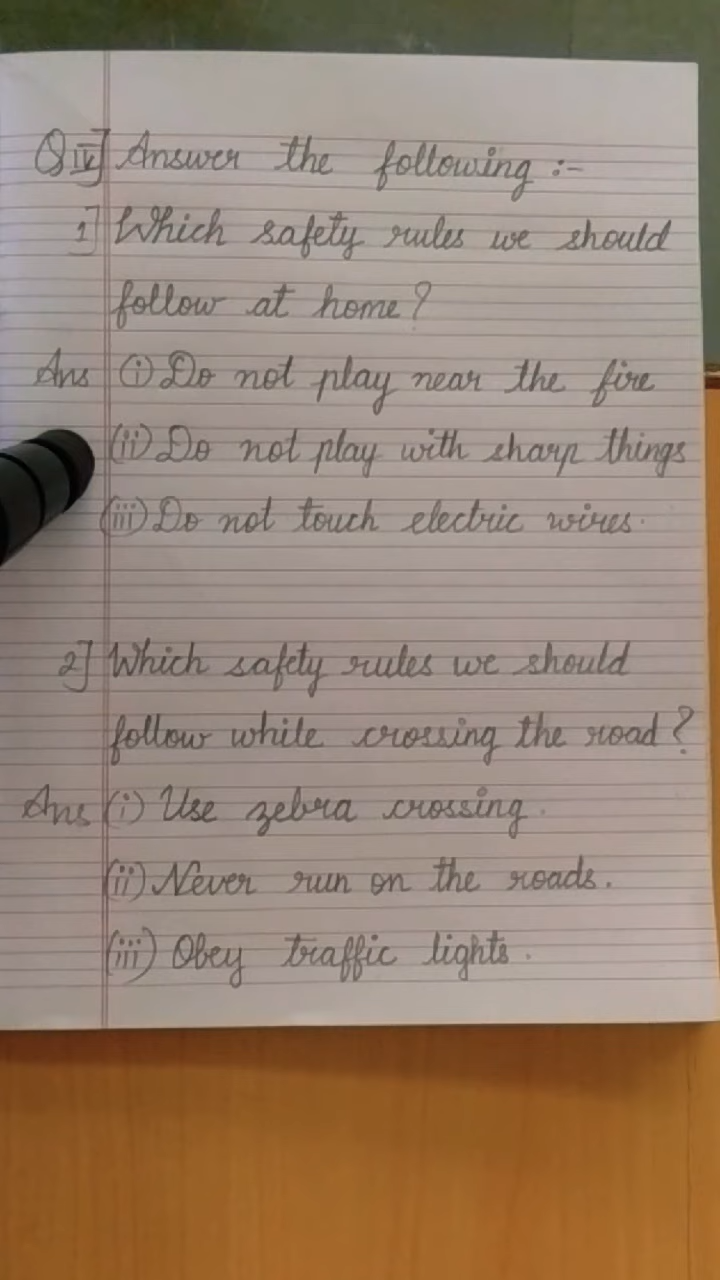 Q IV] Answer the following :-
1] Which safety rules we should
follow at home?
Ans (i) Do not play near the fire
(ii) Do not play with sharp things
(iii) Do not touch electric wires.
2] Which safety rules we should
follow while crossing the road?
Ans (i) Use zebra crossing.
(ii) Never run on the roads.
(iii) Obey traffic lights.